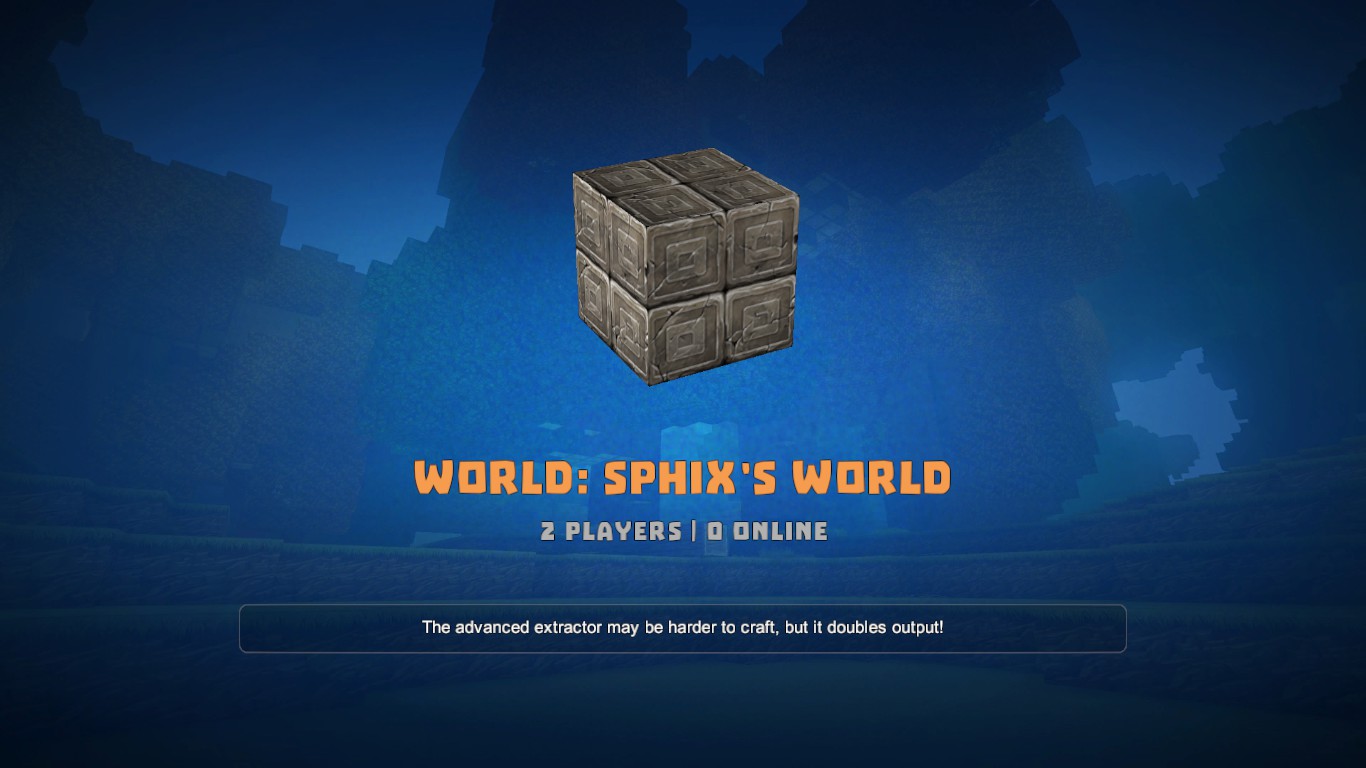 WORLD: SPHIX'S WORLD
2 PLAYERS | 0 ONLINE
The advanced extractor may be harder to craft, but it doubles output!